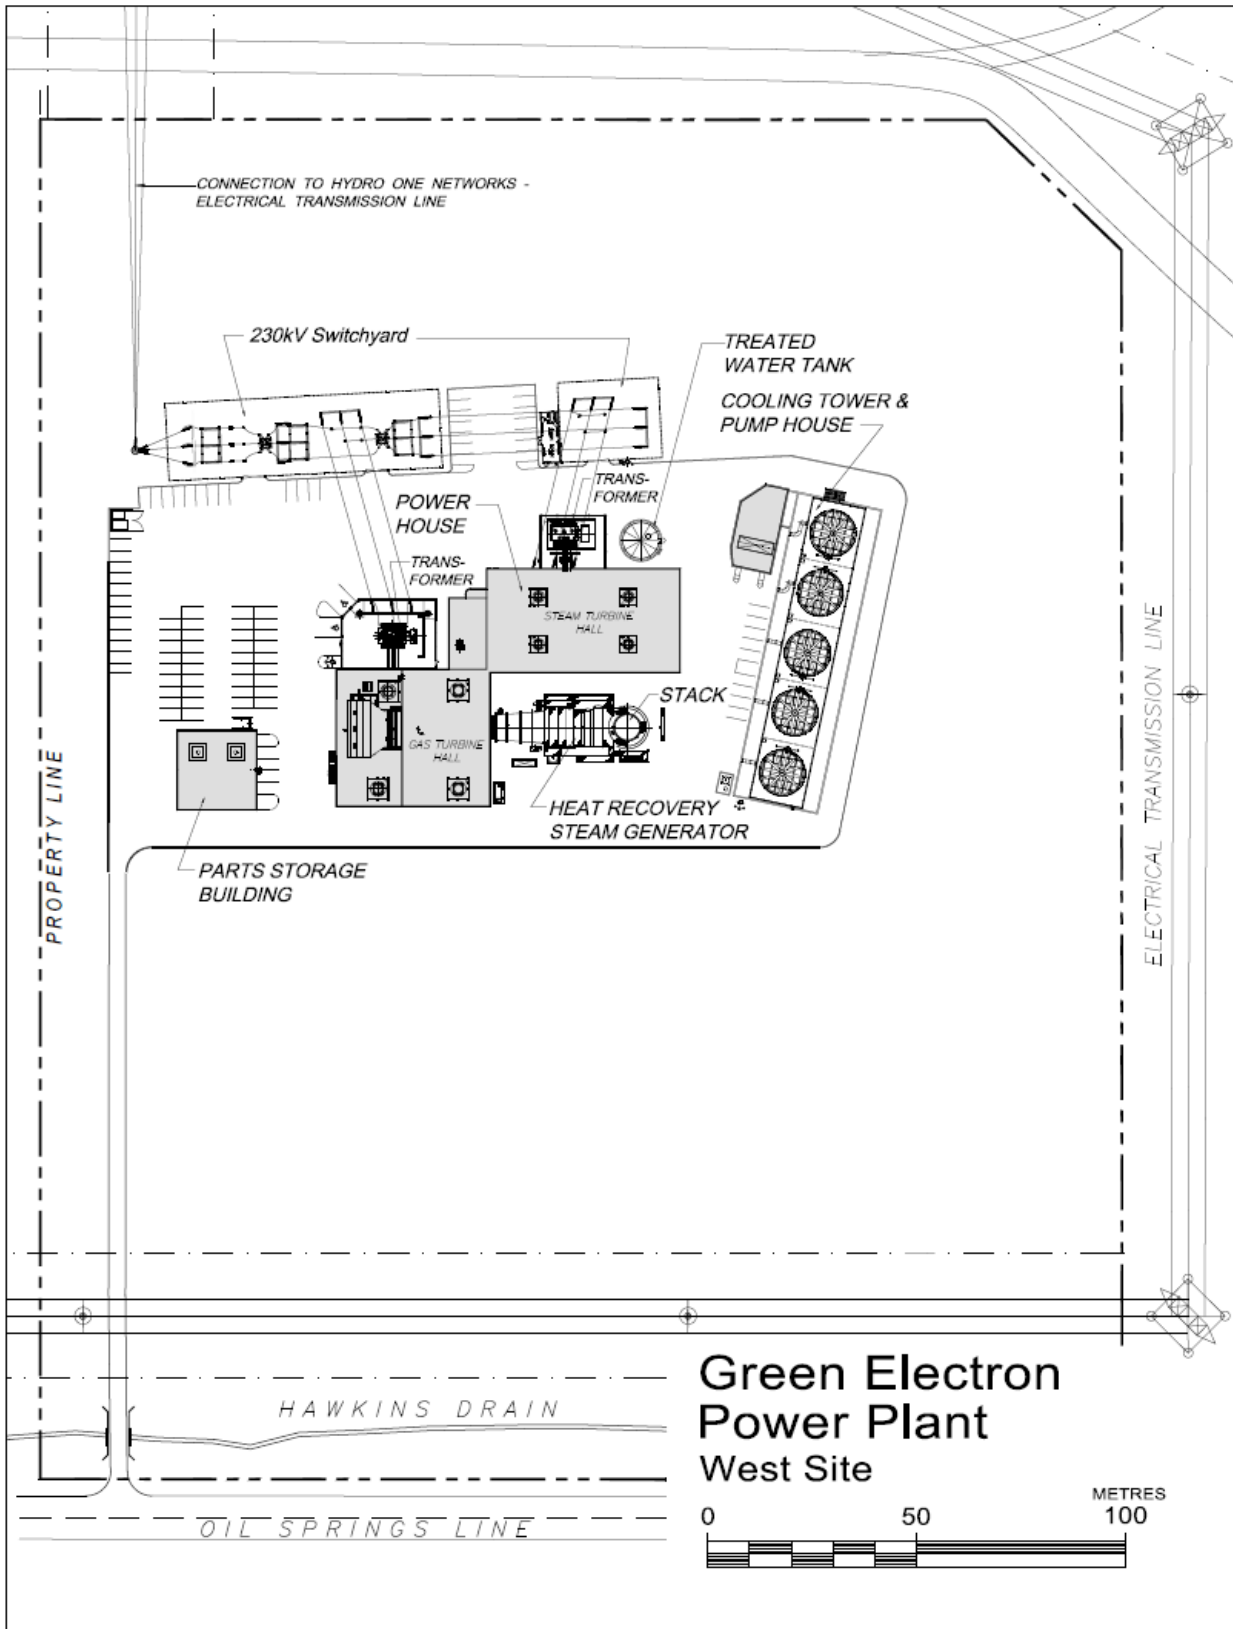 CONNECTION TO HYDRO ONE NETWORKS -
ELECTRICAL TRANSMISSION LINE
230kV Switchyard
TREATED
WATER TANK
COOLING TOWER &
PUMP HOUSE
TRANS-
FORMER
POWER
HOUSE
TRANS-
FORMER
STEAM TURBINE
HALL
STACK
GAS TURBINE
HALL
HEAT RECOVERY
STEAM GENERATOR
PARTS STORAGE
BUILDING
PROPERTY LINE
ELECTRICAL TRANSMISSION LINE
HAWKINS DRAIN
OIL SPRINGS LINE
Green Electron
Power Plant
West Site
METRES
0 50 100